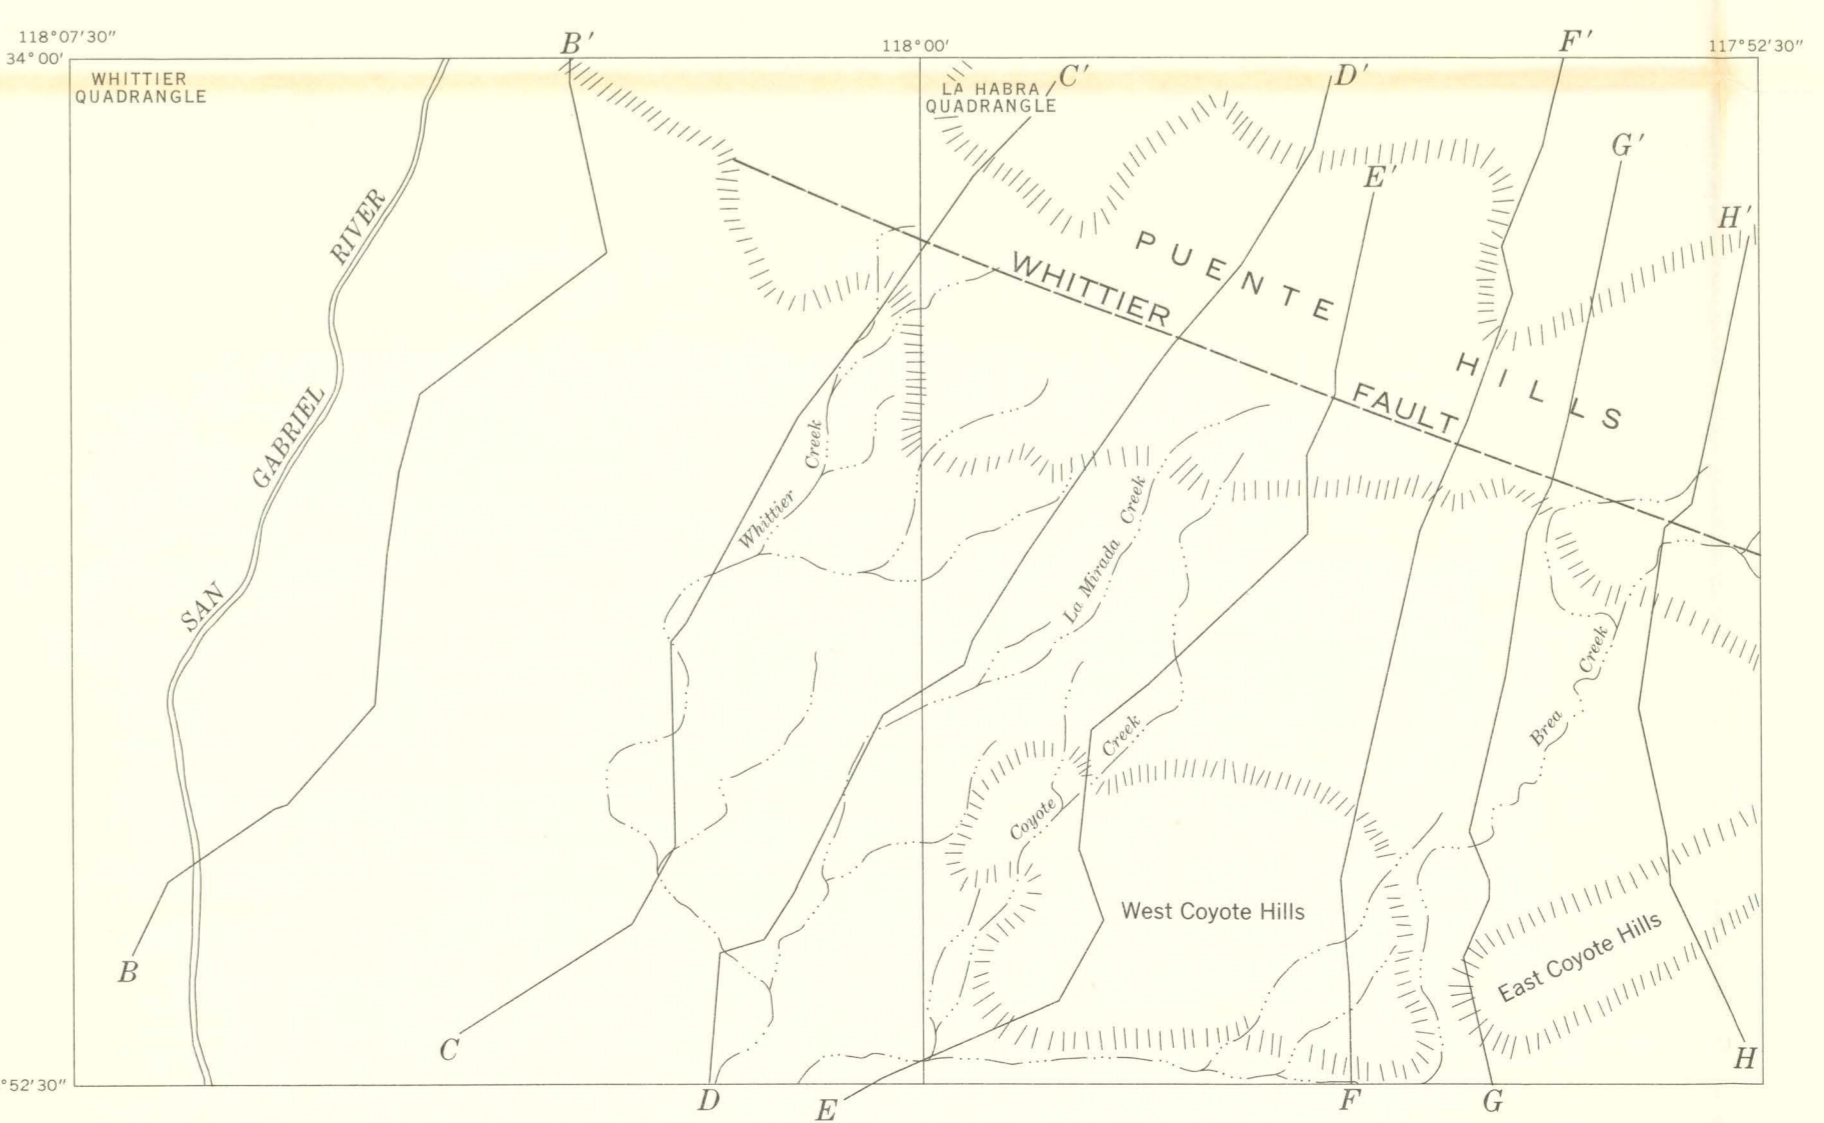 118°07′30″
118°00′
117°52′30″
34°00′
B′
C′
D′
F′
WHITTIER
QUADRANGLE
LA HABRA
QUADRANGLE
G′
E′
H′
SAN GABRIEL RIVER
PUENTE HILLS
WHITTIER FAULT
Whittier Creek
La Mirada Creek
Brea Creek
Coyote Creek
West Coyote Hills
East Coyote Hills
B
C
H
°52′30″
D
E
F
G